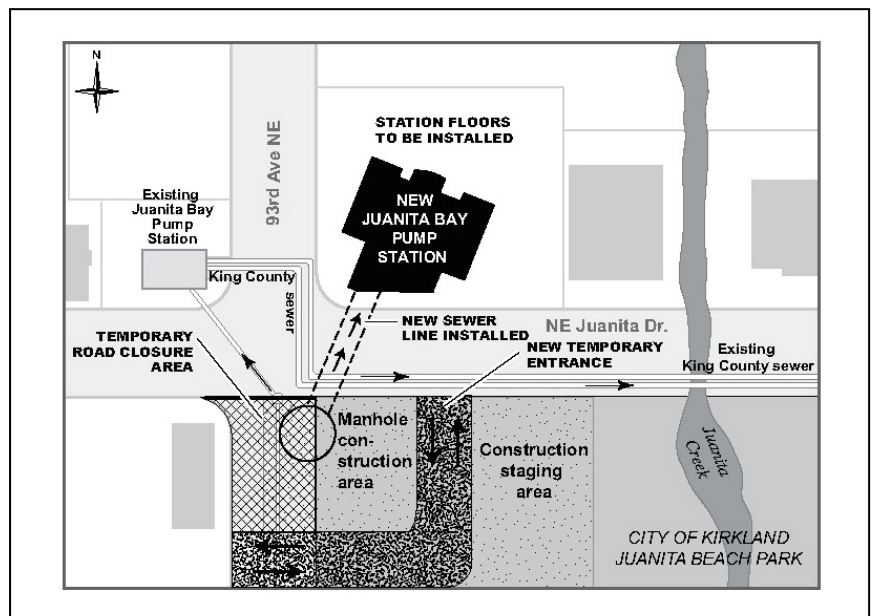 N
STATION FLOORS
TO BE INSTALLED
93rd Ave NE
NEW
JUANITA BAY
PUMP
STATION
Existing
Juanita Bay
Pump
Station
King County
sewer
TEMPORARY
ROAD CLOSURE
AREA
NEW SEWER
LINE INSTALLED
NE Juanita Dr.
NEW TEMPORARY
ENTRANCE
Existing
King County sewer
Manhole
con-
struction
area
Construction
staging
area
Juanita
Creek
CITY OF KIRKLAND
JUANITA BEACH PARK